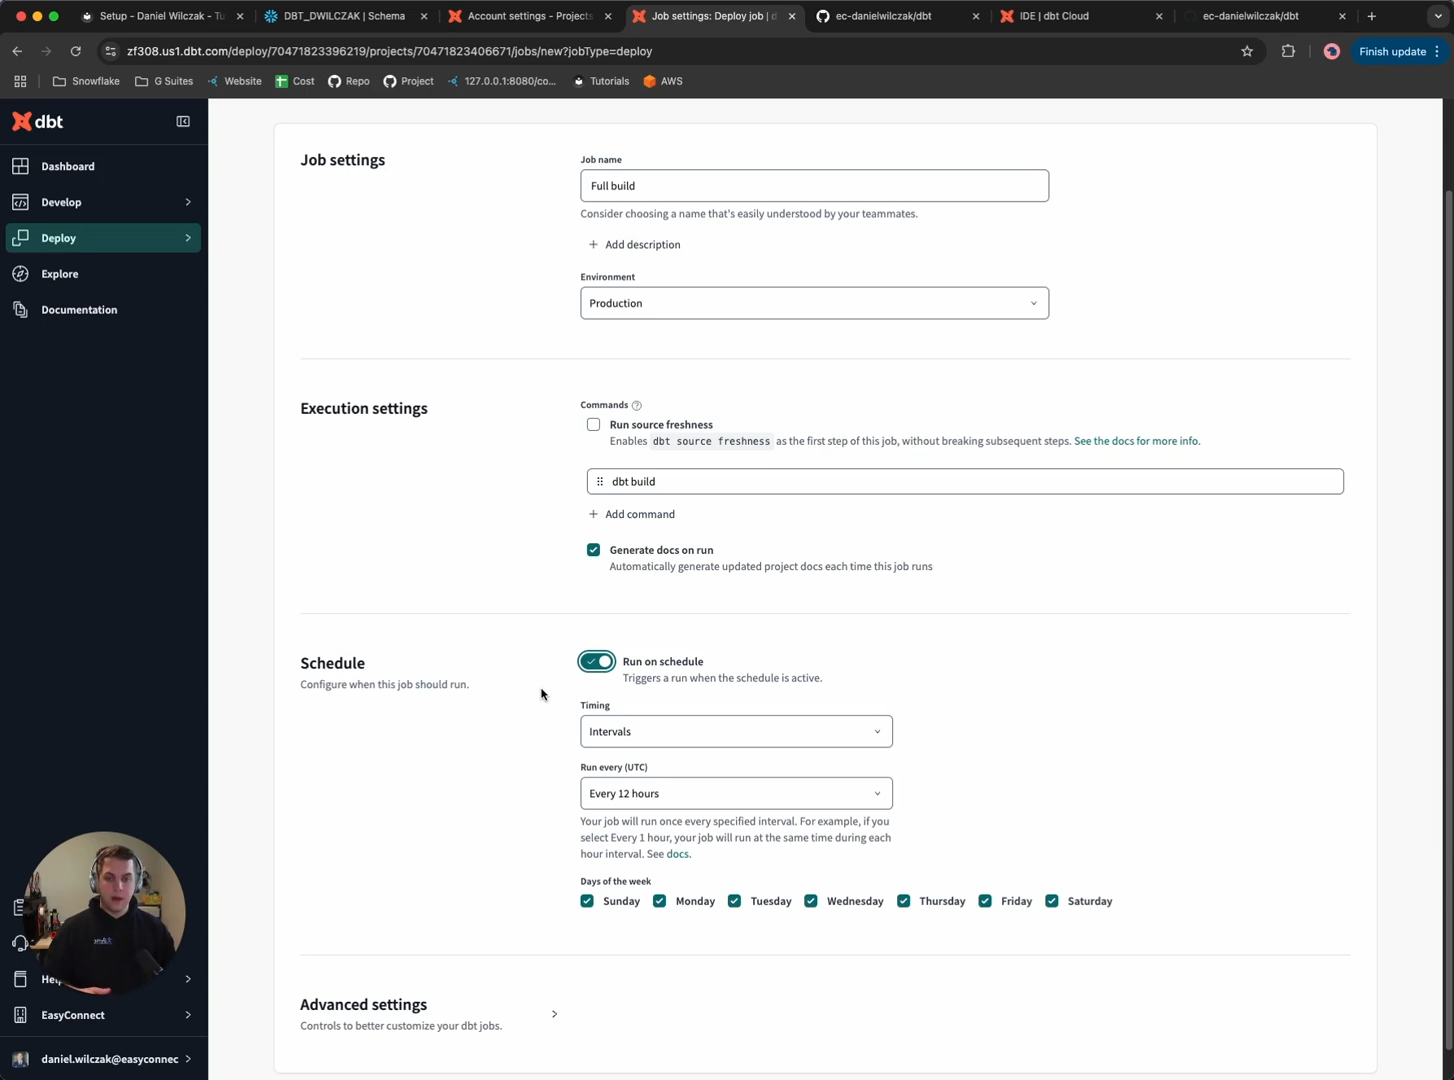 Setup - Daniel Wilczak - Tu
DBT_DWILCZAK | Schema
Account settings - Projects
Job settings: Deploy job | d
ec-danielwilczak/dbt
IDE | dbt Cloud
ec-danielwilczak/dbt
zf308.us1.dbt.com/deploy/70471823396219/projects/70471823406671/jobs/new?jobType=deploy
Finish update
Snowflake
G Suites
Website
Cost
Repo
Project
127.0.0.1:8080/co...
Tutorials
AWS
dbt
Dashboard
Develop
Deploy
Explore
Documentation
EasyConnect
daniel.wilczak@easyconnec
Job settings
Job name
Full build
Consider choosing a name that's easily understood by your teammates.
+ Add description
Environment
Production
Execution settings
Commands
Run source freshness
Enables dbt source freshness as the first step of this job, without breaking subsequent steps. See the docs for more info.
dbt build
+ Add command
Generate docs on run
Automatically generate updated project docs each time this job runs
Schedule
Configure when this job should run.
Run on schedule
Triggers a run when the schedule is active.
Timing
Intervals
Run every (UTC)
Every 12 hours
Your job will run once every specified interval. For example, if you
select Every 1 hour, your job will run at the same time during each
hour interval. See docs.
Days of the week
Sunday Monday Tuesday Wednesday Thursday Friday Saturday
Advanced settings
Controls to better customize your dbt jobs.